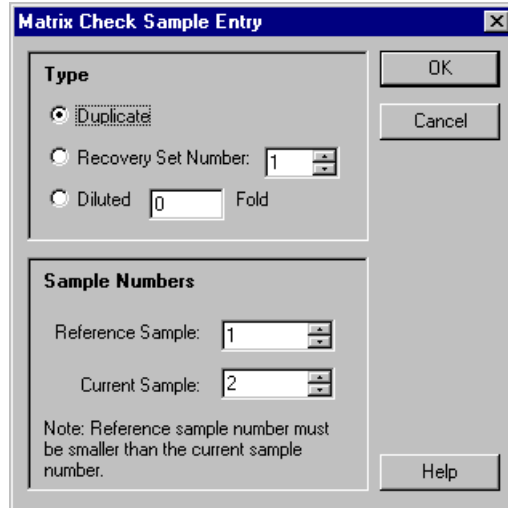 Matrix Check Sample Entry
Type
Duplicate
Recovery Set Number: 1
Diluted 0 Fold
OK
Cancel
Sample Numbers
Reference Sample: 1
Current Sample: 2
Note: Reference sample number must
be smaller than the current sample
number.
Help